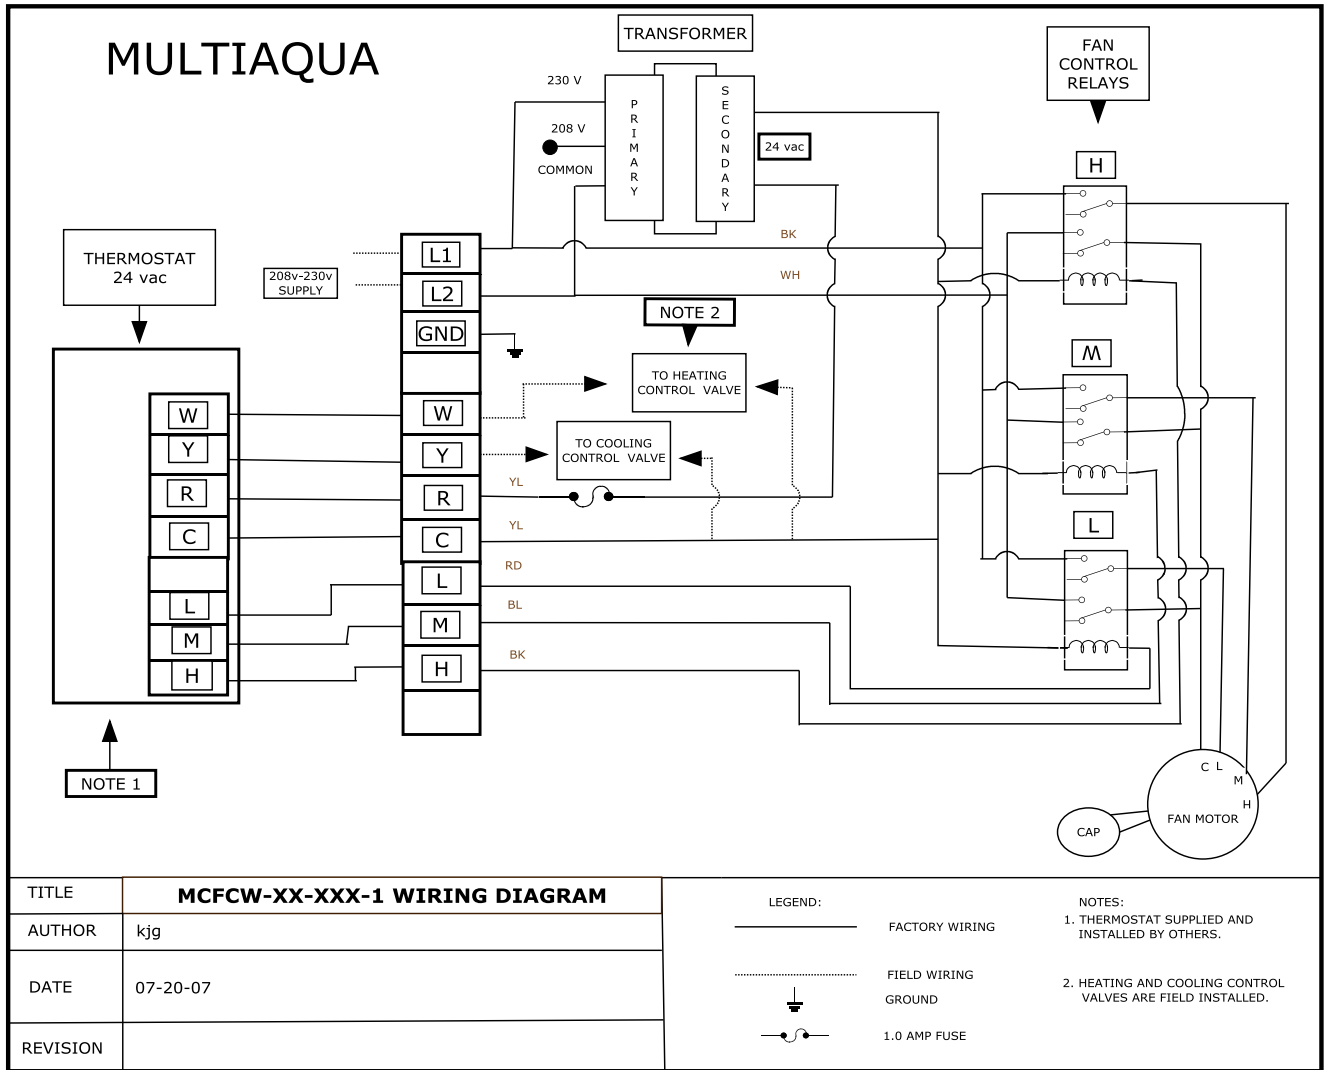 MULTIAQUA
TRANSFORMER
FAN
CONTROL
RELAYS
230 V
208 V
COMMON
PRIMARY
SECONDARY
24 vac
H
BK
WH
THERMOSTAT
24 vac
208v-230v
SUPPLY
L1
L2
GND
NOTE 2
TO HEATING
CONTROL VALVE
M
TO COOLING
CONTROL VALVE
W
Y
R
C
L
M
H
W
Y
R
C
L
M
H
YL
YL
RD
BL
BK
L
NOTE 1
C L
M
H
FAN MOTOR
CAP
TITLE
MCFCW-XX-XXX-1 WIRING DIAGRAM
AUTHOR
kjg
DATE
07-20-07
REVISION
LEGEND:
FACTORY WIRING
FIELD WIRING
GROUND
1.0 AMP FUSE
NOTES:
1. THERMOSTAT SUPPLIED AND
INSTALLED BY OTHERS.
2. HEATING AND COOLING CONTROL
VALVES ARE FIELD INSTALLED.